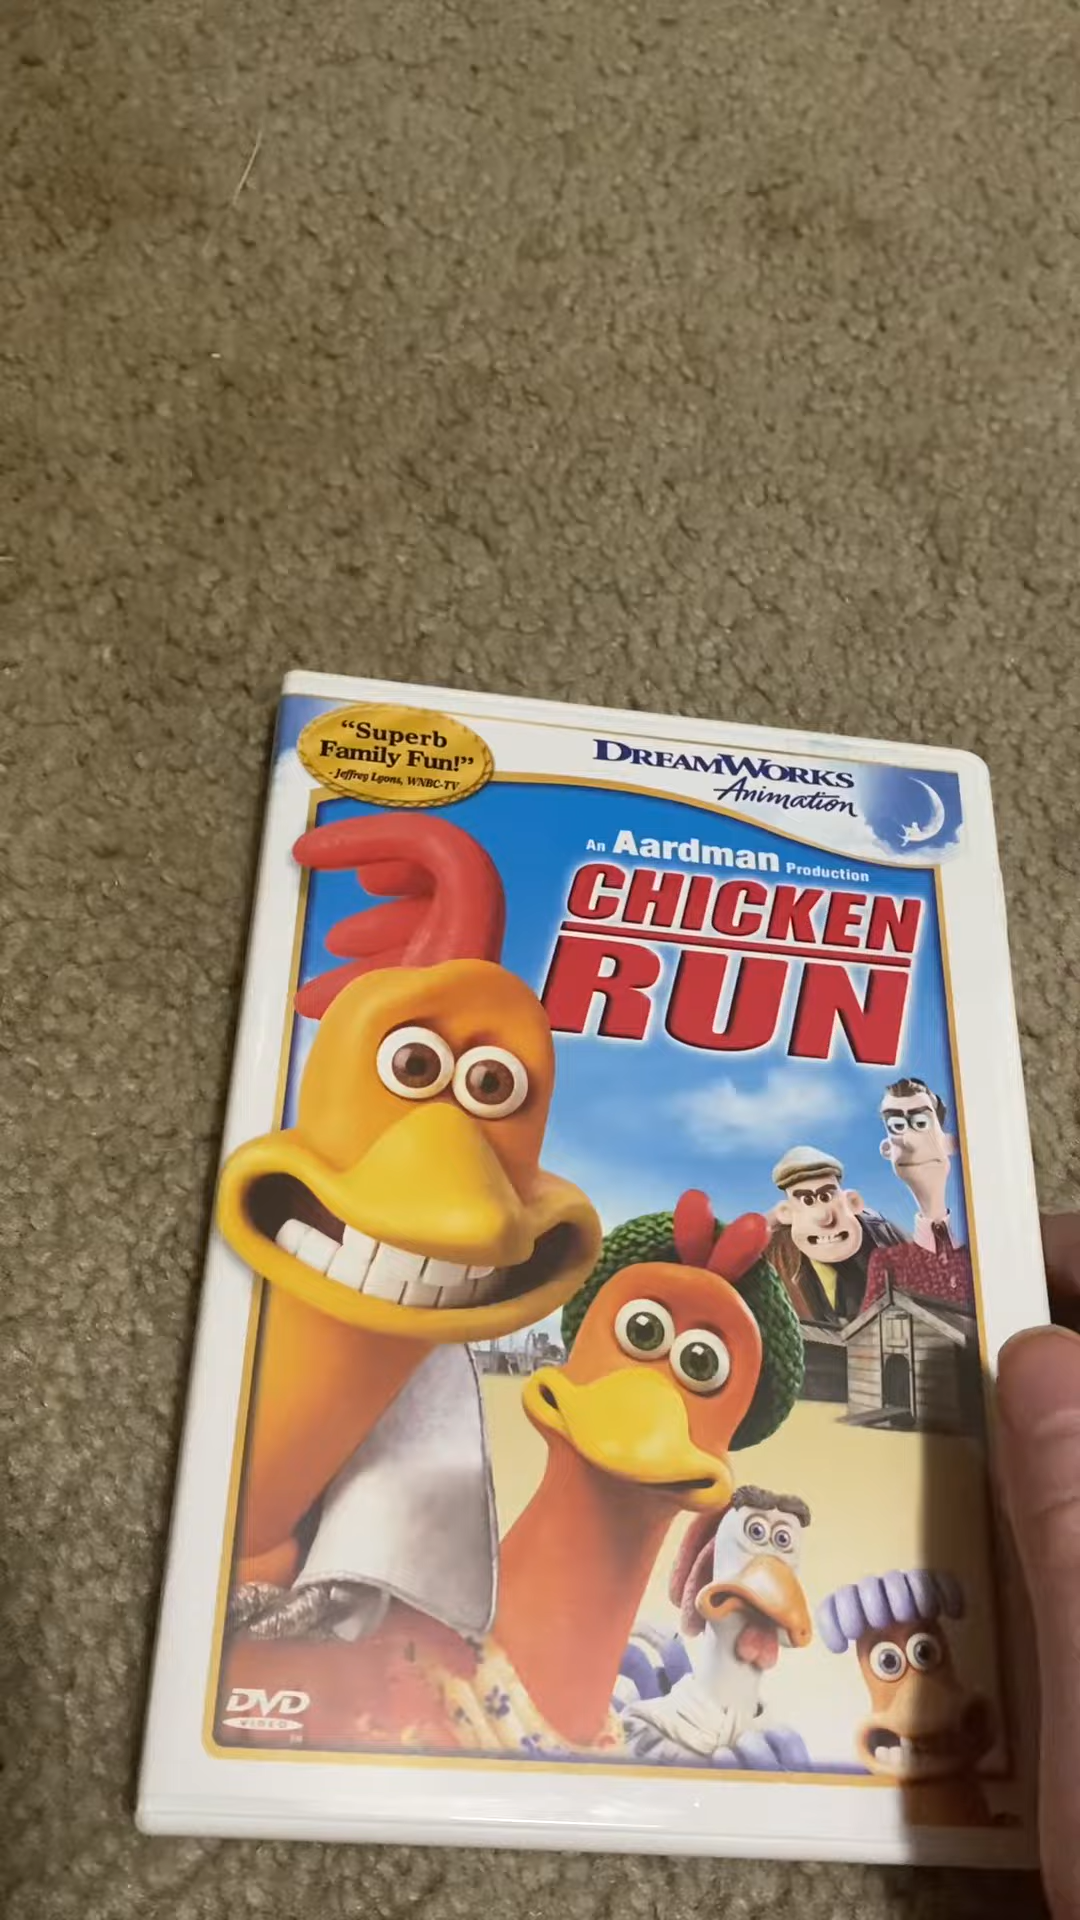 “Superb
Family Fun!”
- Jeffrey Lyons, WNBC-TV
DREAMWORKS
Animation
An Aardman Production
CHICKEN
RUN
DVD
VIDEO